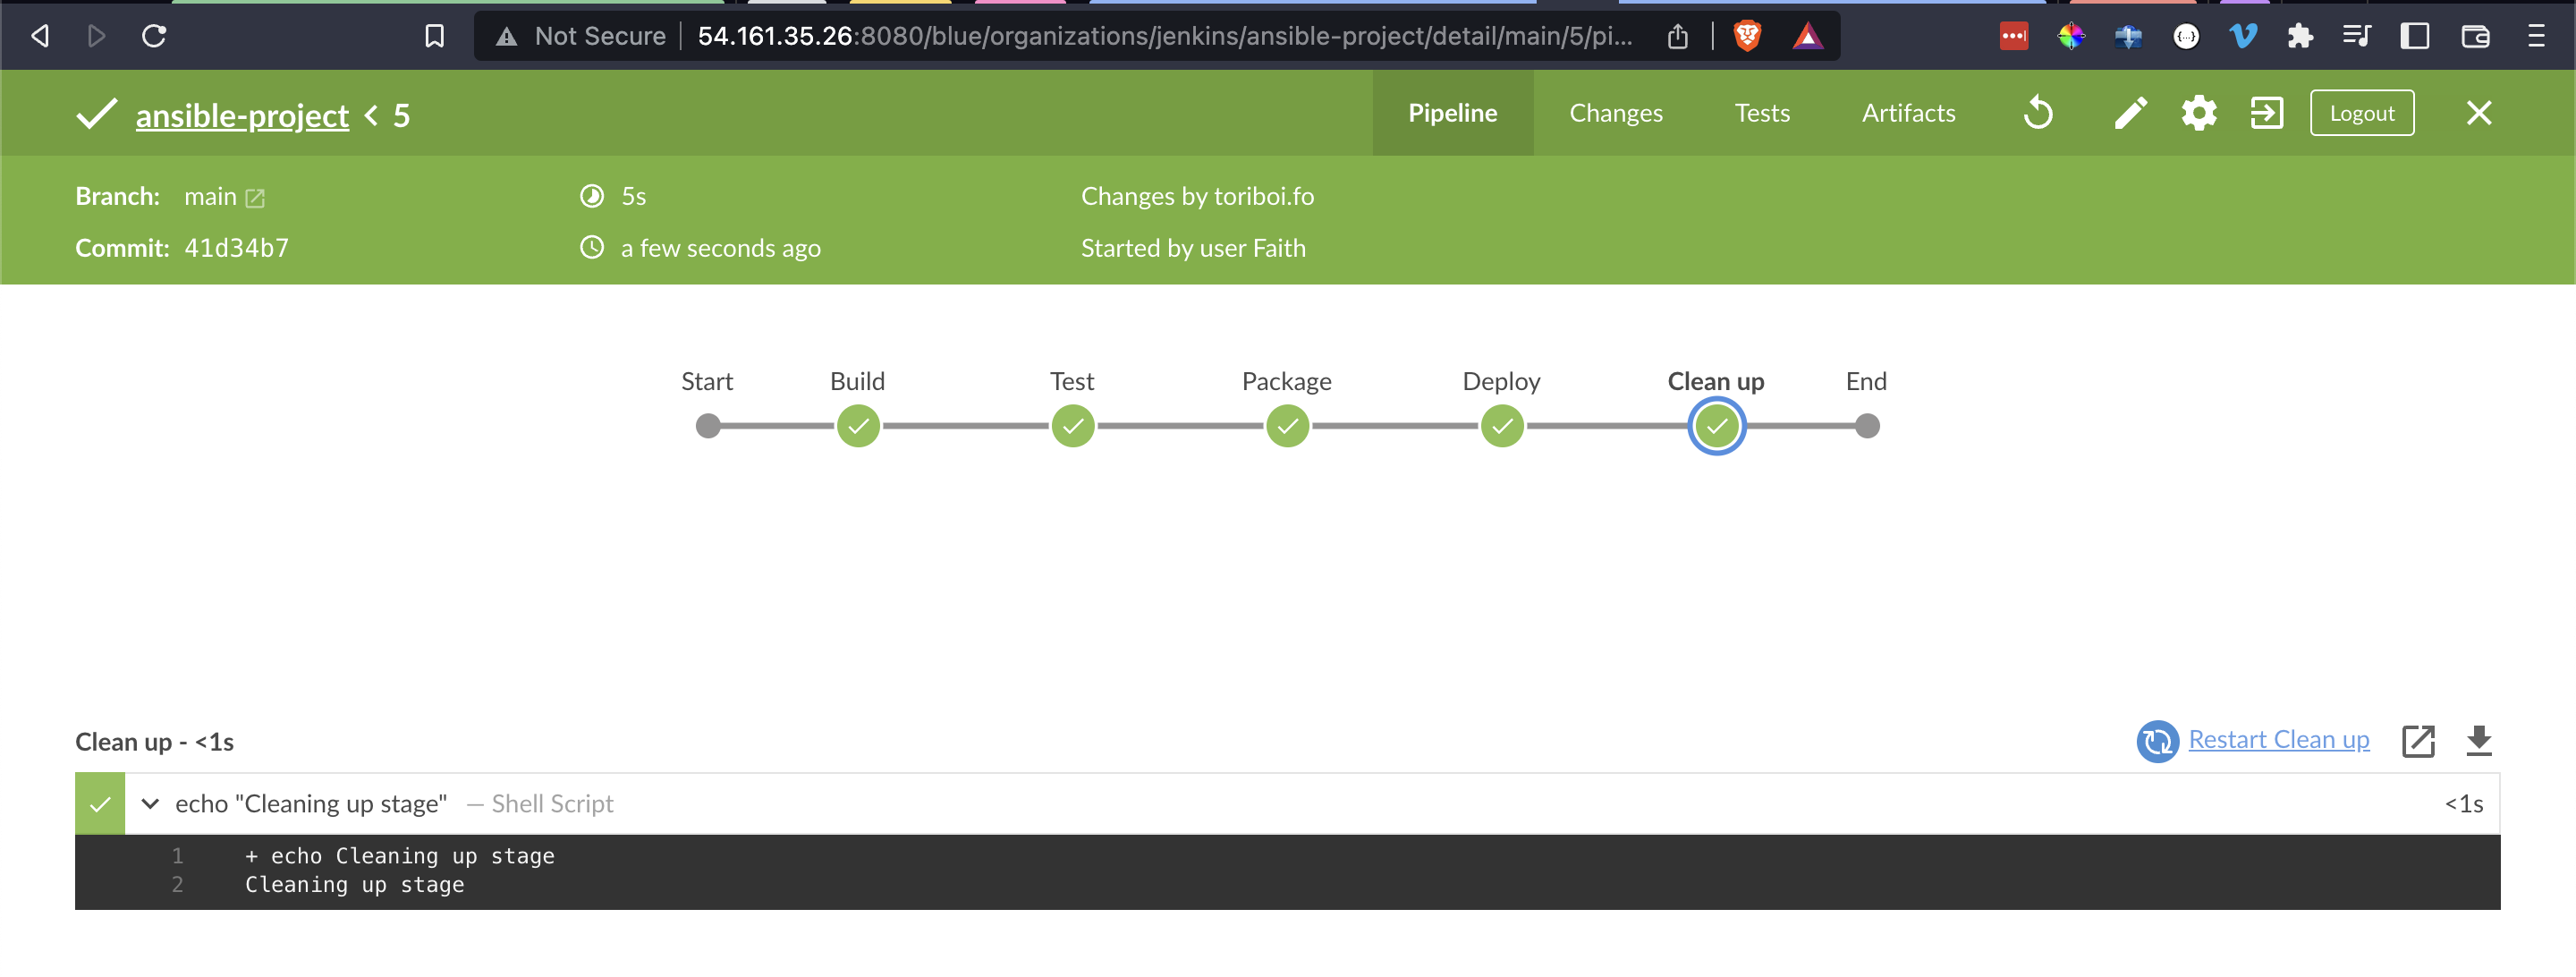 Not Secure 54.161.35.26:8080/blue/organizations/jenkins/ansible-project/detail/main/5/pi...
ansible-project < 5 Pipeline Changes Tests Artifacts Logout
Branch: main 5s Changes by toriboi.fo
Commit: 41d34b7 a few seconds ago Started by user Faith
Start Build Test Package Deploy Clean up End
Clean up - <1s Restart Clean up
echo "Cleaning up stage" — Shell Script <1s
1 + echo Cleaning up stage
2 Cleaning up stage